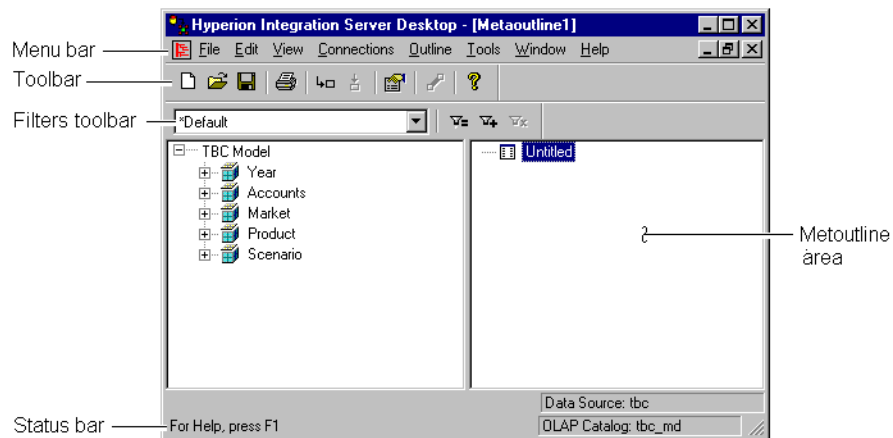 Hyperion Integration Server Desktop - [Metaoutline1]
Menu bar
File Edit View Connections Outline Tools Window Help
Toolbar
Filters toolbar
*Default
TBC Model
Untitled
Year
Accounts
Market
Product
Scenario
Metoutline
area
Data Source: tbc
Status bar
For Help, press F1
OLAP Catalog: tbc_md